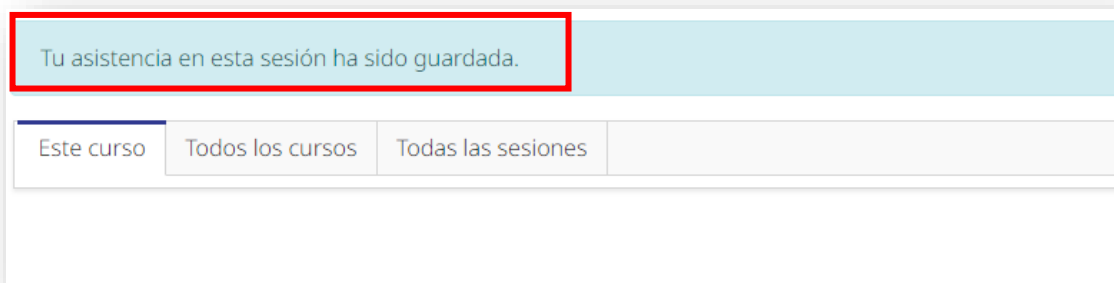 Tu asistencia en esta sesión ha sido guardada.
Este curso
Todos los cursos
Todas las sesiones